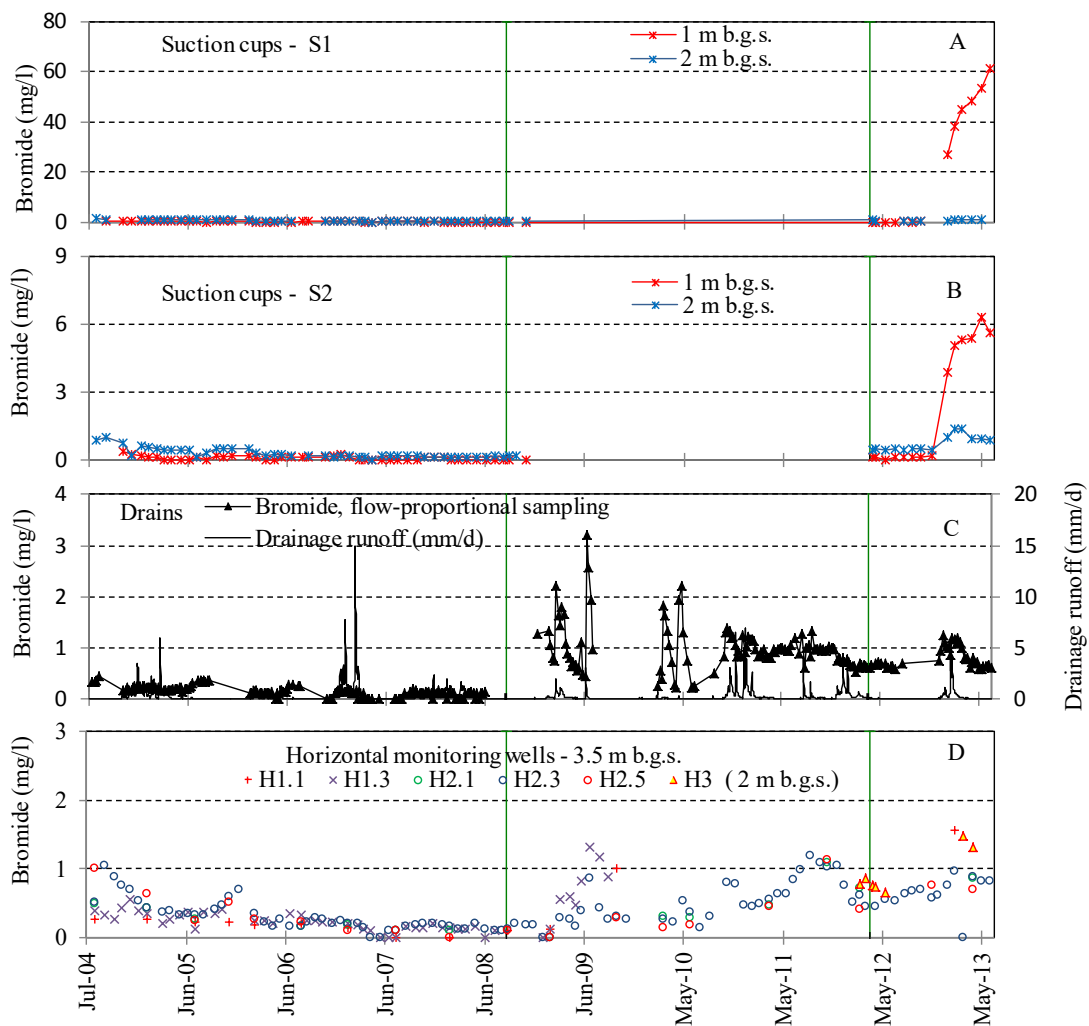 80
60
40
20
0
Bromide (mg/l)
Suction cups - S1
1 m b.g.s.
2 m b.g.s.
A
9
6
3
0
Bromide (mg/l)
Suction cups - S2
1 m b.g.s.
2 m b.g.s.
B
4
3
2
1
0
Bromide (mg/l)
Drains
Bromide, flow-proportional sampling
Drainage runoff (mm/d)
C
20
15
10
5
0
Drainage runoff (mm/d)
3
2
1
0
Bromide (mg/l)
Horizontal monitoring wells - 3.5 m b.g.s.
D
H1.1 H1.3 H2.1 H2.3 H2.5 H3 ( 2 m b.g.s.)
Jul-04
Jun-05
Jun-06
Jun-07
Jun-08
Jun-09
May-10
May-11
May-12
May-13